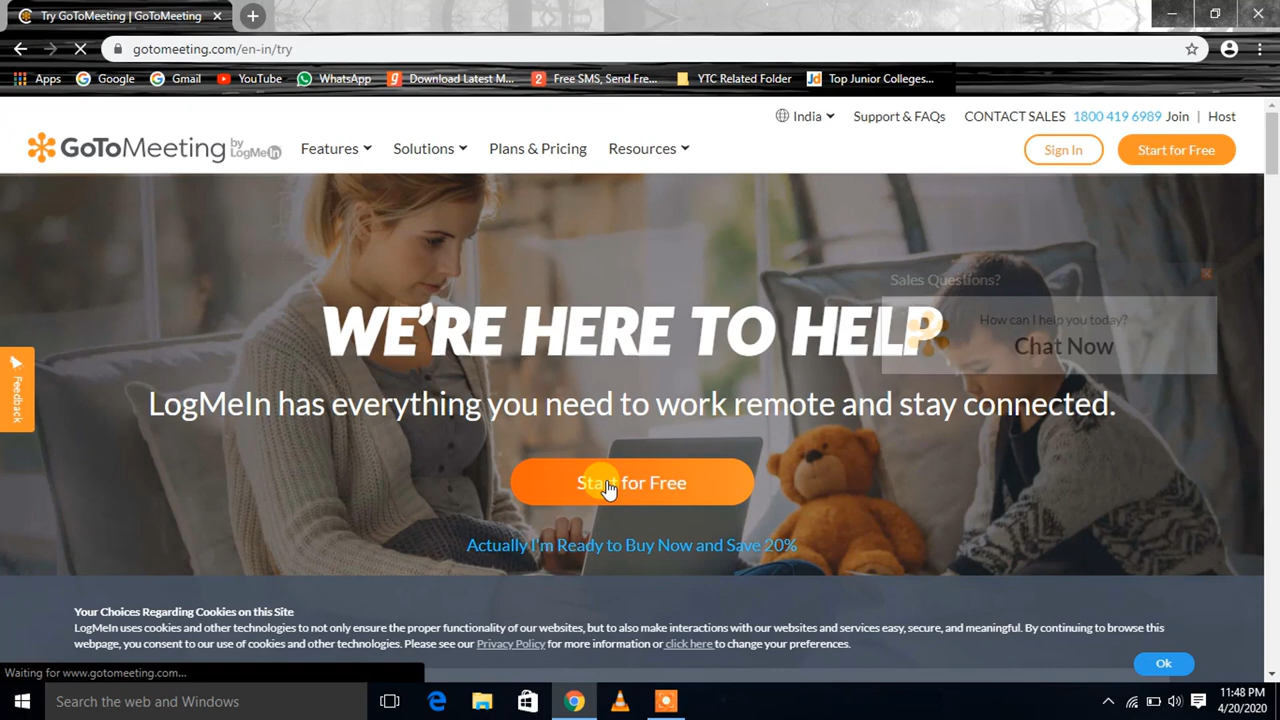 Try GoToMeeting | GoToMeeting
gotomeeting.com/en-in/try
Apps Google Gmail YouTube WhatsApp Download Latest M... Free SMS, Send Fre... YTC Related Folder Top Junior Colleges...
India Support & FAQs CONTACT SALES 1800 419 6989 Join | Host
GoToMeeting by LogMeIn Features Solutions Plans & Pricing Resources Sign In Start for Free
Sales Questions?
How can I help you today?
Chat Now
WE'RE HERE TO HELP
LogMeIn has everything you need to work remote and stay connected.
Feedback
Start for Free
Actually I'm Ready to Buy Now and Save 20%
Your Choices Regarding Cookies on this Site
LogMeIn uses cookies and other technologies to not only ensure the proper functionality of our websites, but to also make interactions with our websites and services easy, secure, and meaningful. By continuing to browse this
webpage, you consent to our use of cookies and other technologies. Please see our Privacy Policy for more information or click here to change your preferences.
Ok
Waiting for www.gotomeeting.com...
Search the web and Windows
11:48 PM
4/20/2020